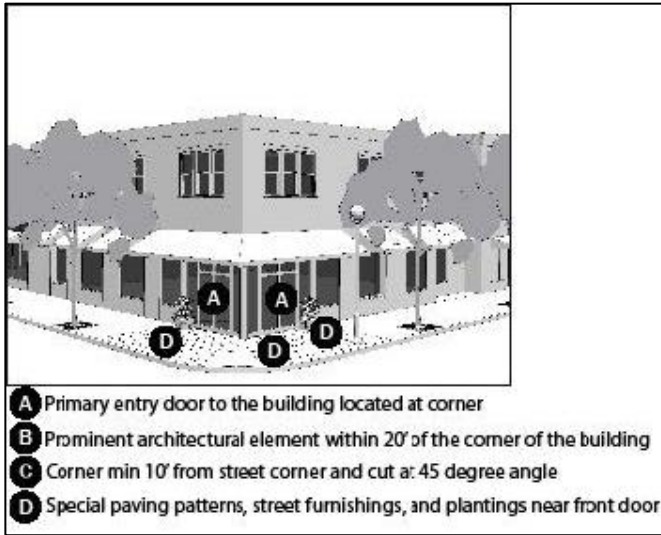 A A
D D D
A Primary entry door to the building located at corner
B Prominent architectural element within 20' of the corner of the building
C Corner min 10' from street corner and cut at 45 degree angle
D Special paving patterns, street furnishings, and plantings near front door